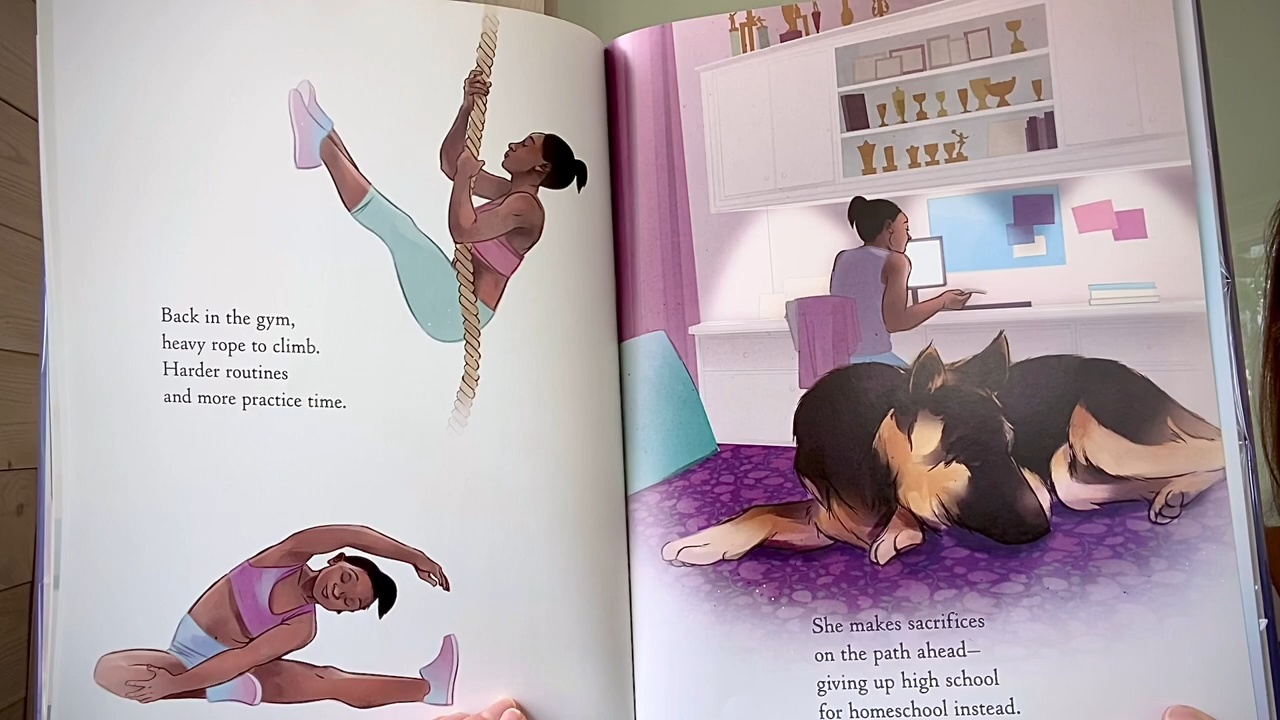 Back in the gym,
heavy rope to climb.
Harder routines
and more practice time.
She makes sacrifices
on the path ahead—
giving up high school
for homeschool instead.